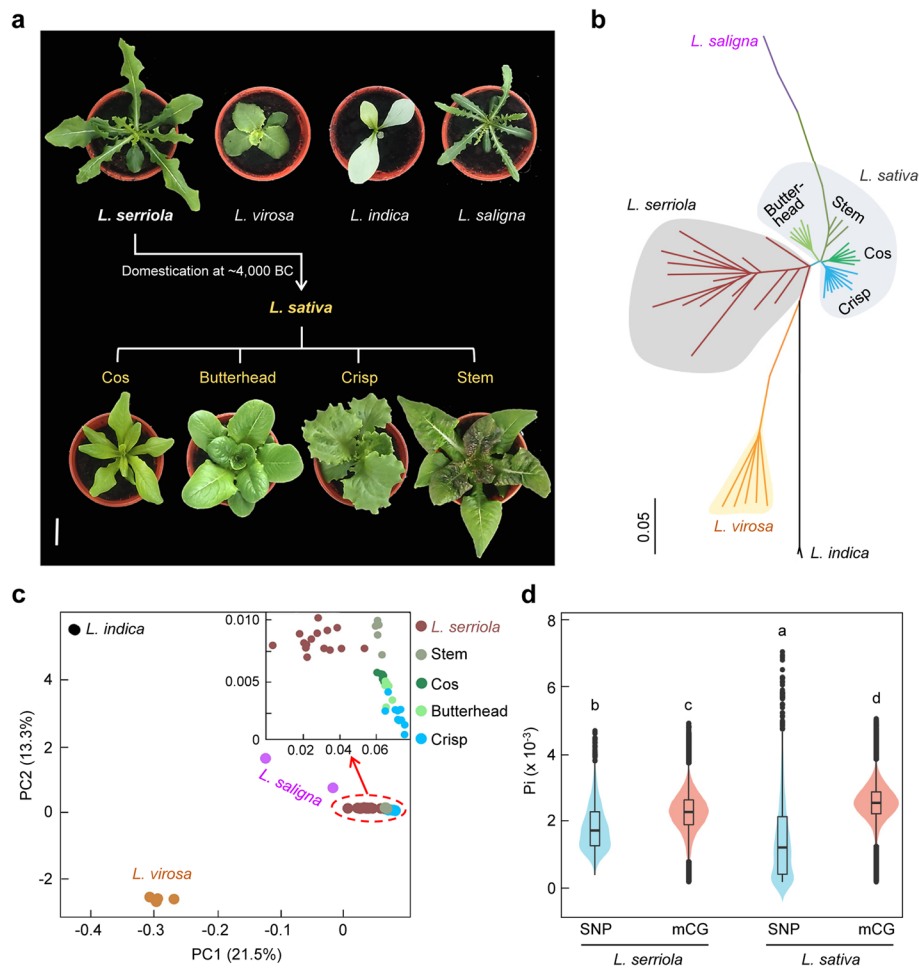 a
L. serriola
L. virosa
L. indica
L. saligna
Domestication at ~4,000 BC
L. sativa
Cos
Butterhead
Crisp
Stem
b
L. saligna
L. sativa
Butter-
head
Stem
L. serriola
Cos
Crisp
0.05
L. virosa
L. indica
c
L. indica
0.010
0.005
0
0.02
0.04
0.06
L. serriola
Stem
Cos
Butterhead
Crisp
L. saligna
L. virosa
PC2 (13.3%)
4
2
0
-2
-0.4
-0.3
-0.2
-0.1
0
PC1 (21.5%)
d
Pi (x 10-3)
8
6
4
2
0
b
c
a
d
SNP
mCG
SNP
mCG
L. serriola
L. sativa